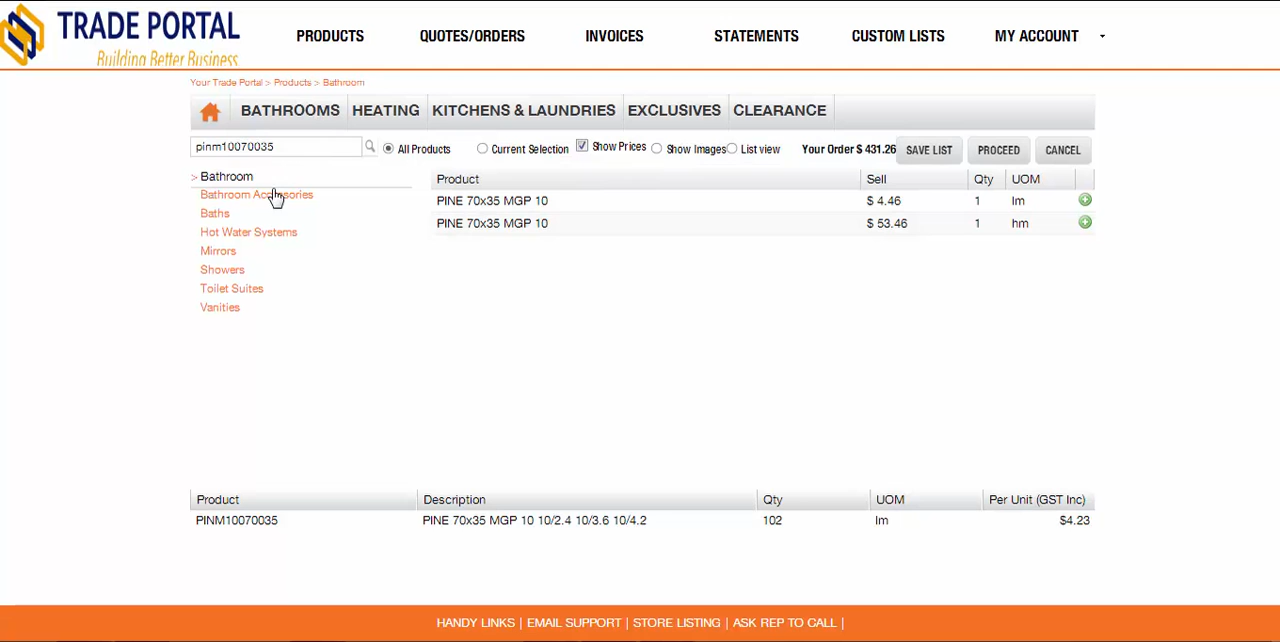 TRADE PORTAL
Building Better Business
PRODUCTS QUOTES/ORDERS INVOICES STATEMENTS CUSTOM LISTS MY ACCOUNT
Your Trade Portal > Products > Bathroom
BATHROOMS HEATING KITCHENS & LAUNDRIES EXCLUSIVES CLEARANCE
pinm10070035 All Products Current Selection Show Prices Show Images List view Your Order $ 431.26 SAVE LIST PROCEED CANCEL
> Bathroom
Bathroom Accessories
Baths
Hot Water Systems
Mirrors
Showers
Toilet Suites
Vanities
Product Sell Qty UOM
PINE 70x35 MGP 10 $ 4.46 1 lm
PINE 70x35 MGP 10 $ 53.46 1 hm
Product Description Qty UOM Per Unit (GST Inc)
PINM10070035 PINE 70x35 MGP 10 10/2.4 10/3.6 10/4.2 102 lm $4.23
HANDY LINKS | EMAIL SUPPORT | STORE LISTING | ASK REP TO CALL |